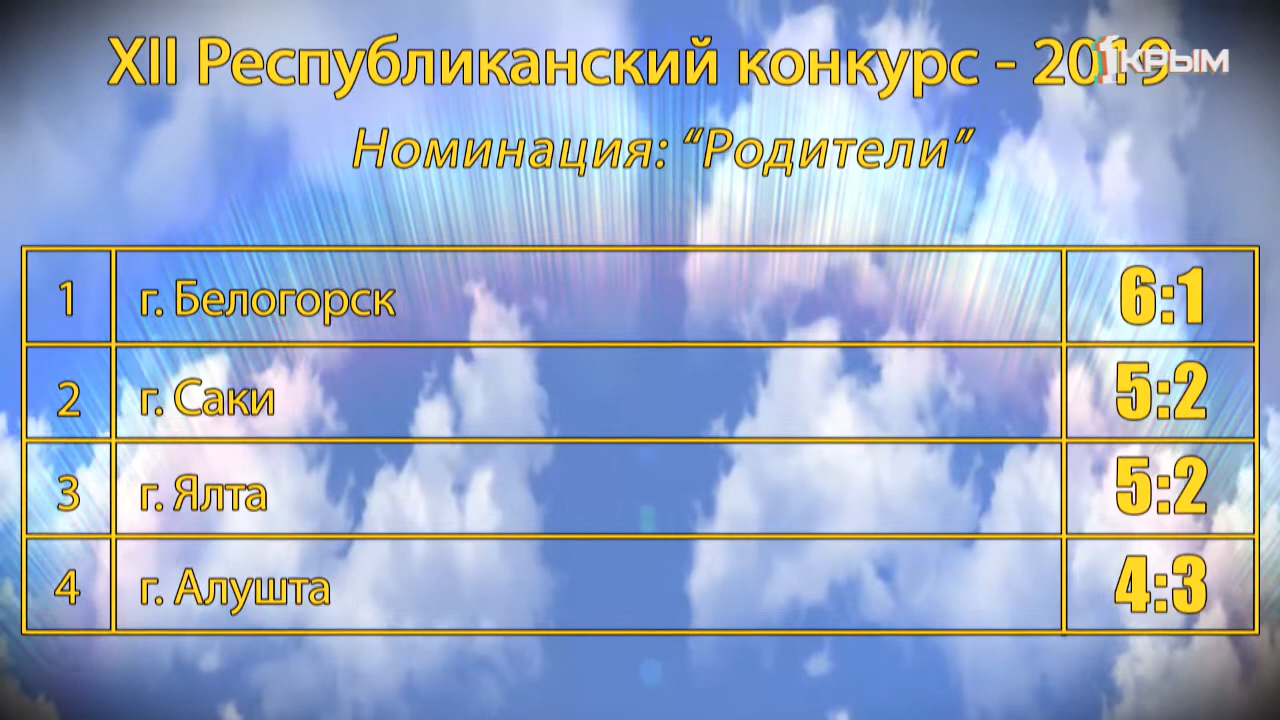 XII Республиканский конкурс - 2019
1КРЫМ
Номинация: “Родители”
1 г. Белогорск 6:1
2 г. Саки 5:2
3 г. Ялта 5:2
4 г. Алушта 4:3